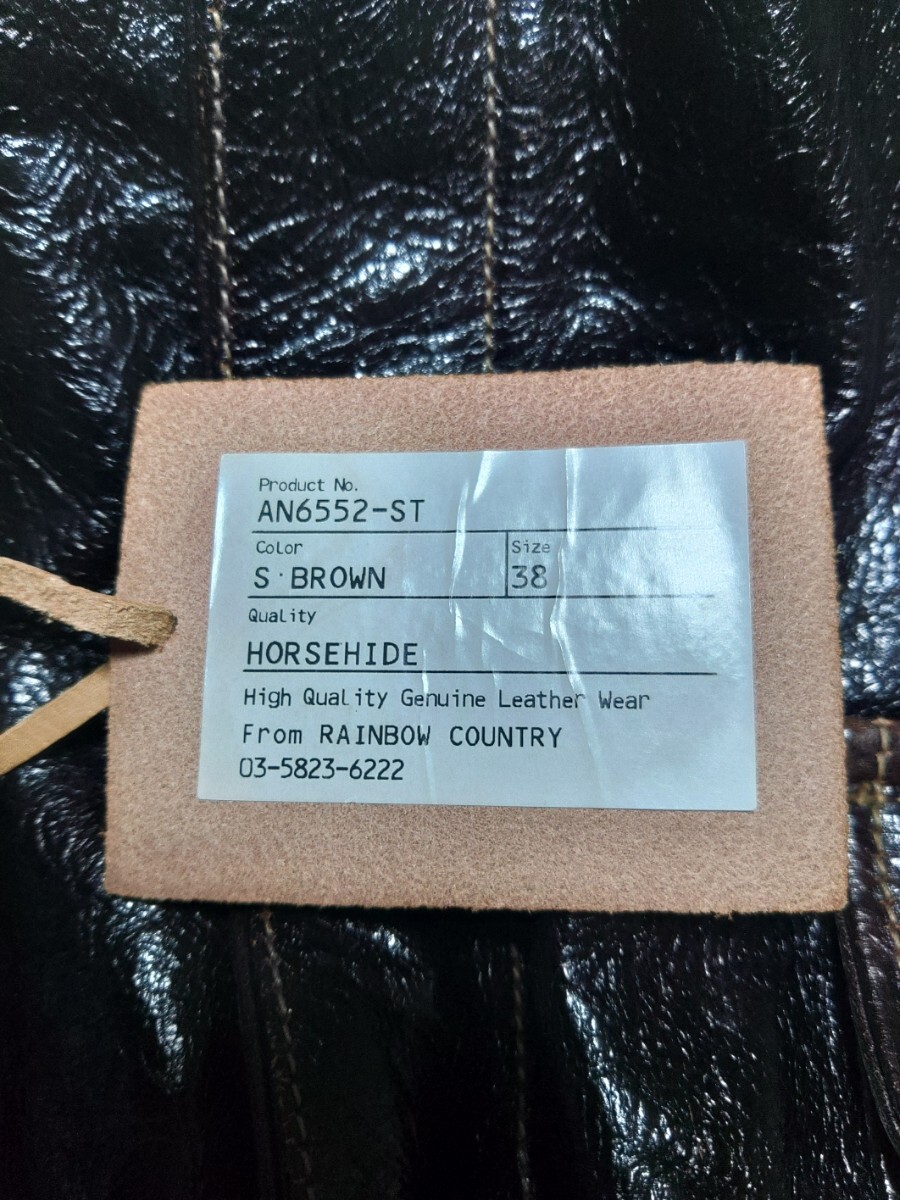 Product No.
AN6552-ST
Color
Size
S·BROWN
38
Quality
HORSEHIDE
High Quality Genuine Leather Wear
From RAINBOW COUNTRY
03-5823-6222